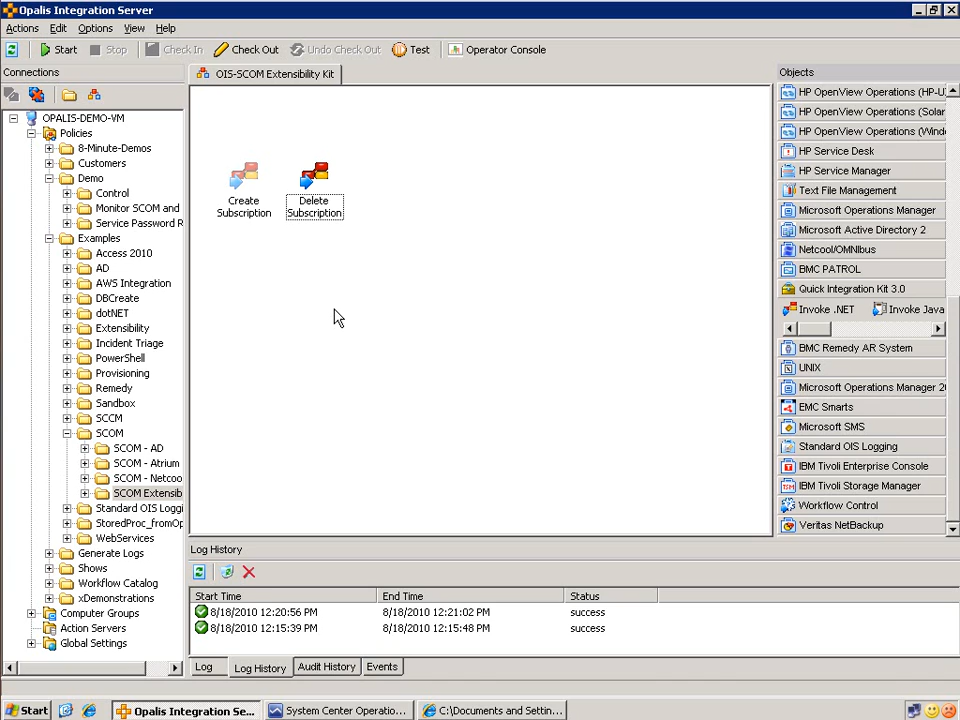 Opalis Integration Server
Actions Edit Options View Help
Start Stop Check In Check Out Undo Check Out Test Operator Console
Connections
OPALIS-DEMO-VM
Policies
8-Minute-Demos
Customers
Demo
Control
Monitor SCOM and
Service Password R
Examples
Access 2010
AD
AWS Integration
DBCreate
dotNET
Extensibility
Incident Triage
PowerShell
Provisioning
Remedy
Sandbox
SCCM
SCOM
SCOM - AD
SCOM - Atrium
SCOM - Netcoo
SCOM Extensib
Standard OIS Loggi
StoredProc_fromOp
WebServices
Generate Logs
Shows
Workflow Catalog
xDemonstrations
Computer Groups
Action Servers
Global Settings
OIS-SCOM Extensibility Kit
Create
Subscription
Delete
Subscription
Log History
Start Time End Time Status
8/18/2010 12:20:56 PM 8/18/2010 12:21:02 PM success
8/18/2010 12:15:39 PM 8/18/2010 12:15:48 PM success
Log Log History Audit History Events
Objects
HP OpenView Operations (HP-U
HP OpenView Operations (Solar
HP OpenView Operations (Windo
HP Service Desk
HP Service Manager
Text File Management
Microsoft Operations Manager
Microsoft Active Directory 2
Netcool/OMNIbus
BMC PATROL
Quick Integration Kit 3.0
Invoke .NET Invoke Java
BMC Remedy AR System
UNIX
Microsoft Operations Manager 20
EMC Smarts
Microsoft SMS
Standard OIS Logging
IBM Tivoli Enterprise Console
IBM Tivoli Storage Manager
Workflow Control
Veritas NetBackup
Start Opalis Integration Se... System Center Operatio... C:\Documents and Settin...